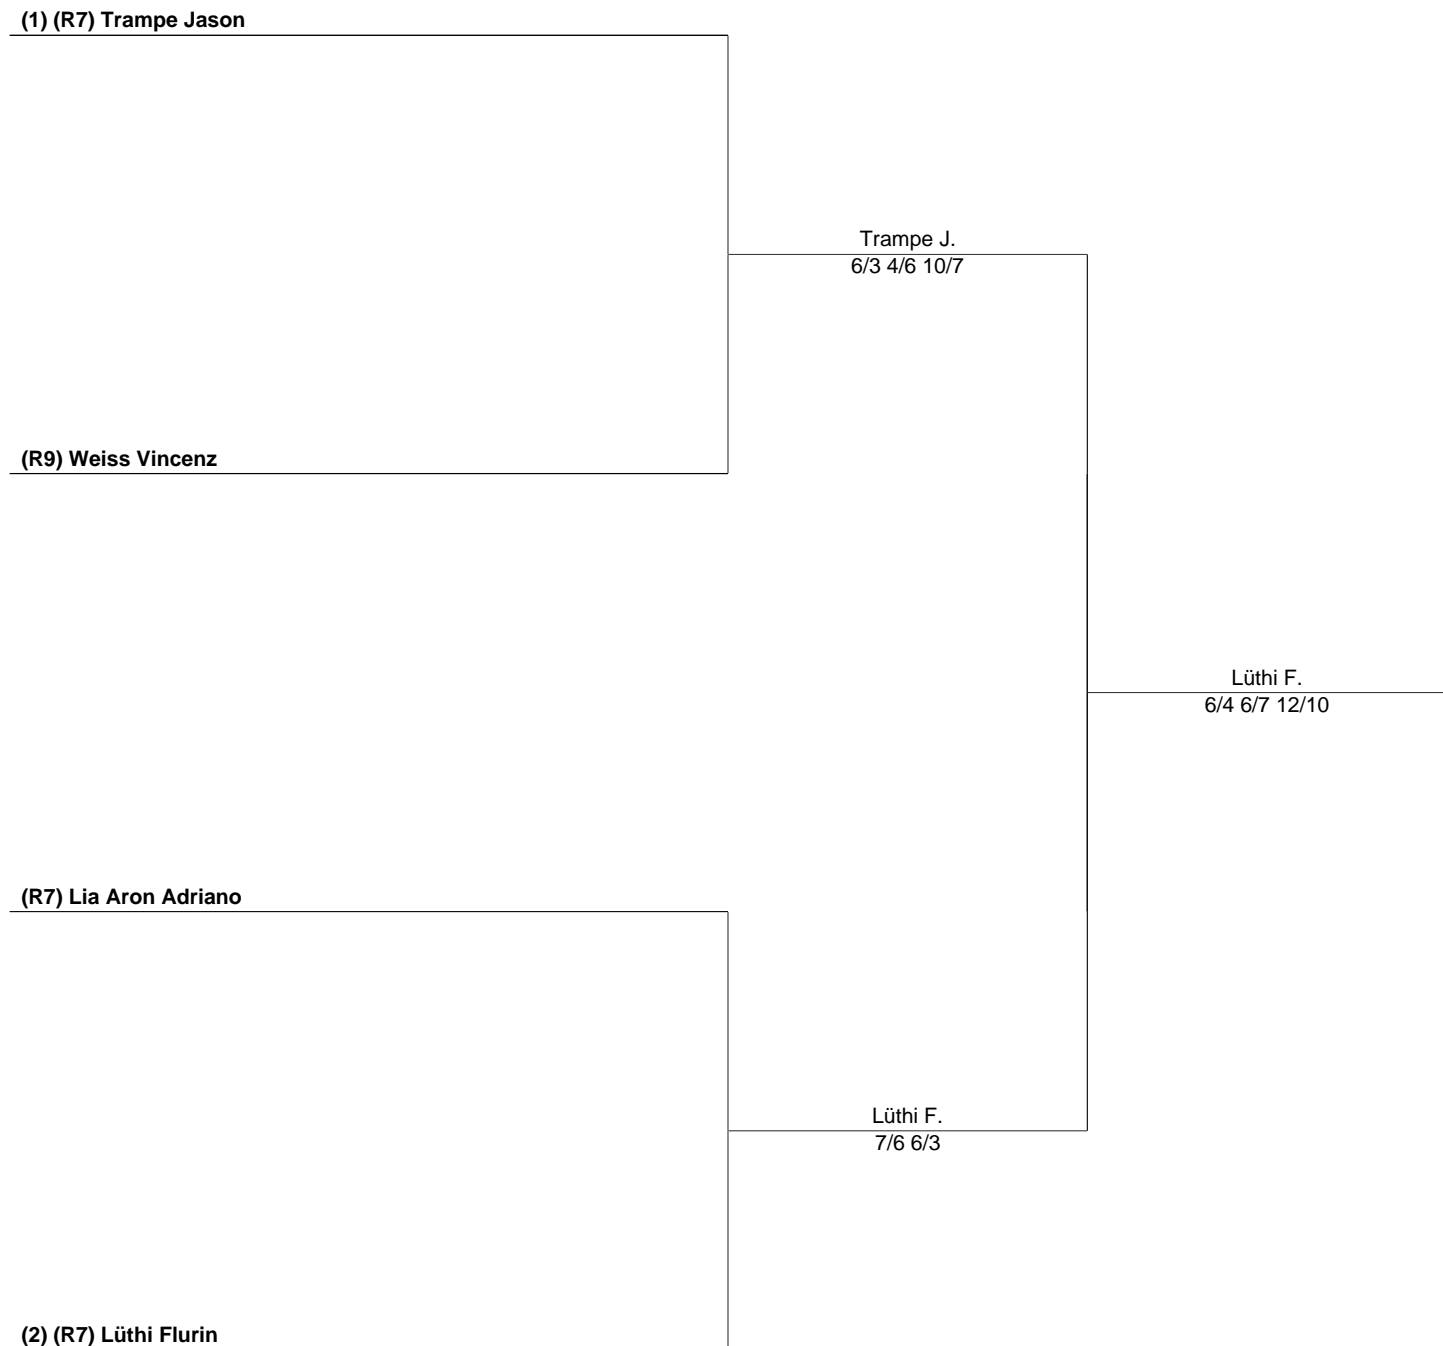 (1) (R7) Trampe Jason
Trampe J.
6/3 4/6 10/7
(R9) Weiss Vincenz
Lüthi F.
6/4 6/7 12/10
(R7) Lia Aron Adriano
Lüthi F.
7/6 6/3
(2) (R7) Lüthi Flurin